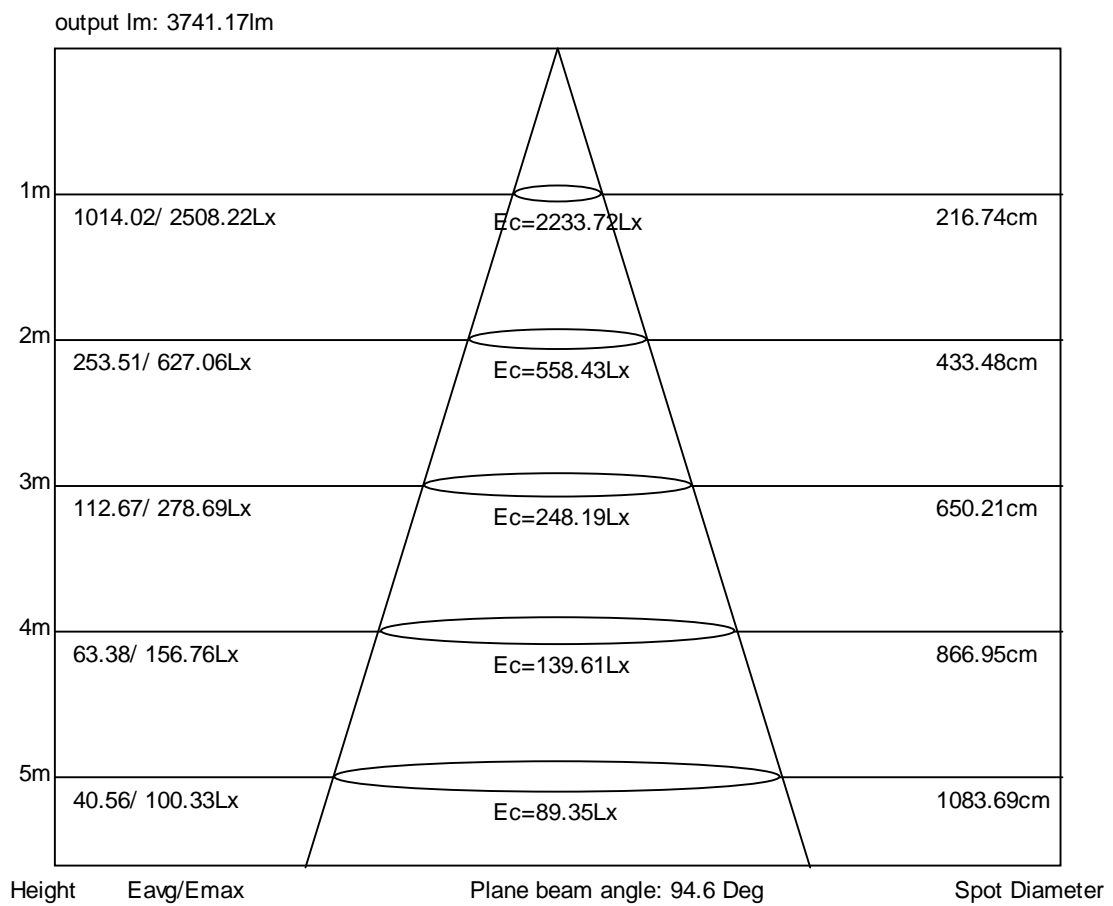 output lm: 3741.17lm
1m
1014.02/ 2508.22Lx
Ec=2233.72Lx
216.74cm
2m
253.51/ 627.06Lx
Ec=558.43Lx
433.48cm
3m
112.67/ 278.69Lx
Ec=248.19Lx
650.21cm
4m
63.38/ 156.76Lx
Ec=139.61Lx
866.95cm
5m
40.56/ 100.33Lx
Ec=89.35Lx
1083.69cm
Height Eavg/Emax Plane beam angle: 94.6 Deg Spot Diameter